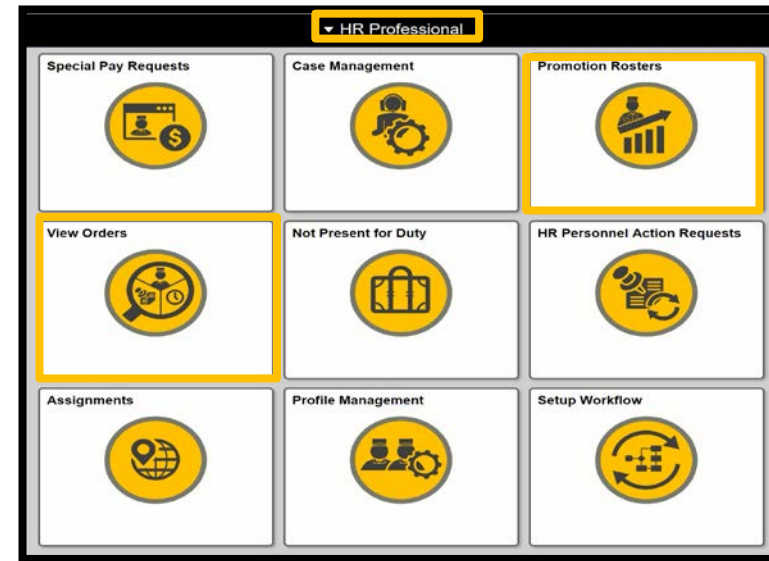 HR Professional
Special Pay Requests
Case Management
Promotion Rosters
$
View Orders
Not Present for Duty
HR Personnel Action Requests
Assignments
Profile Management
Setup Workflow